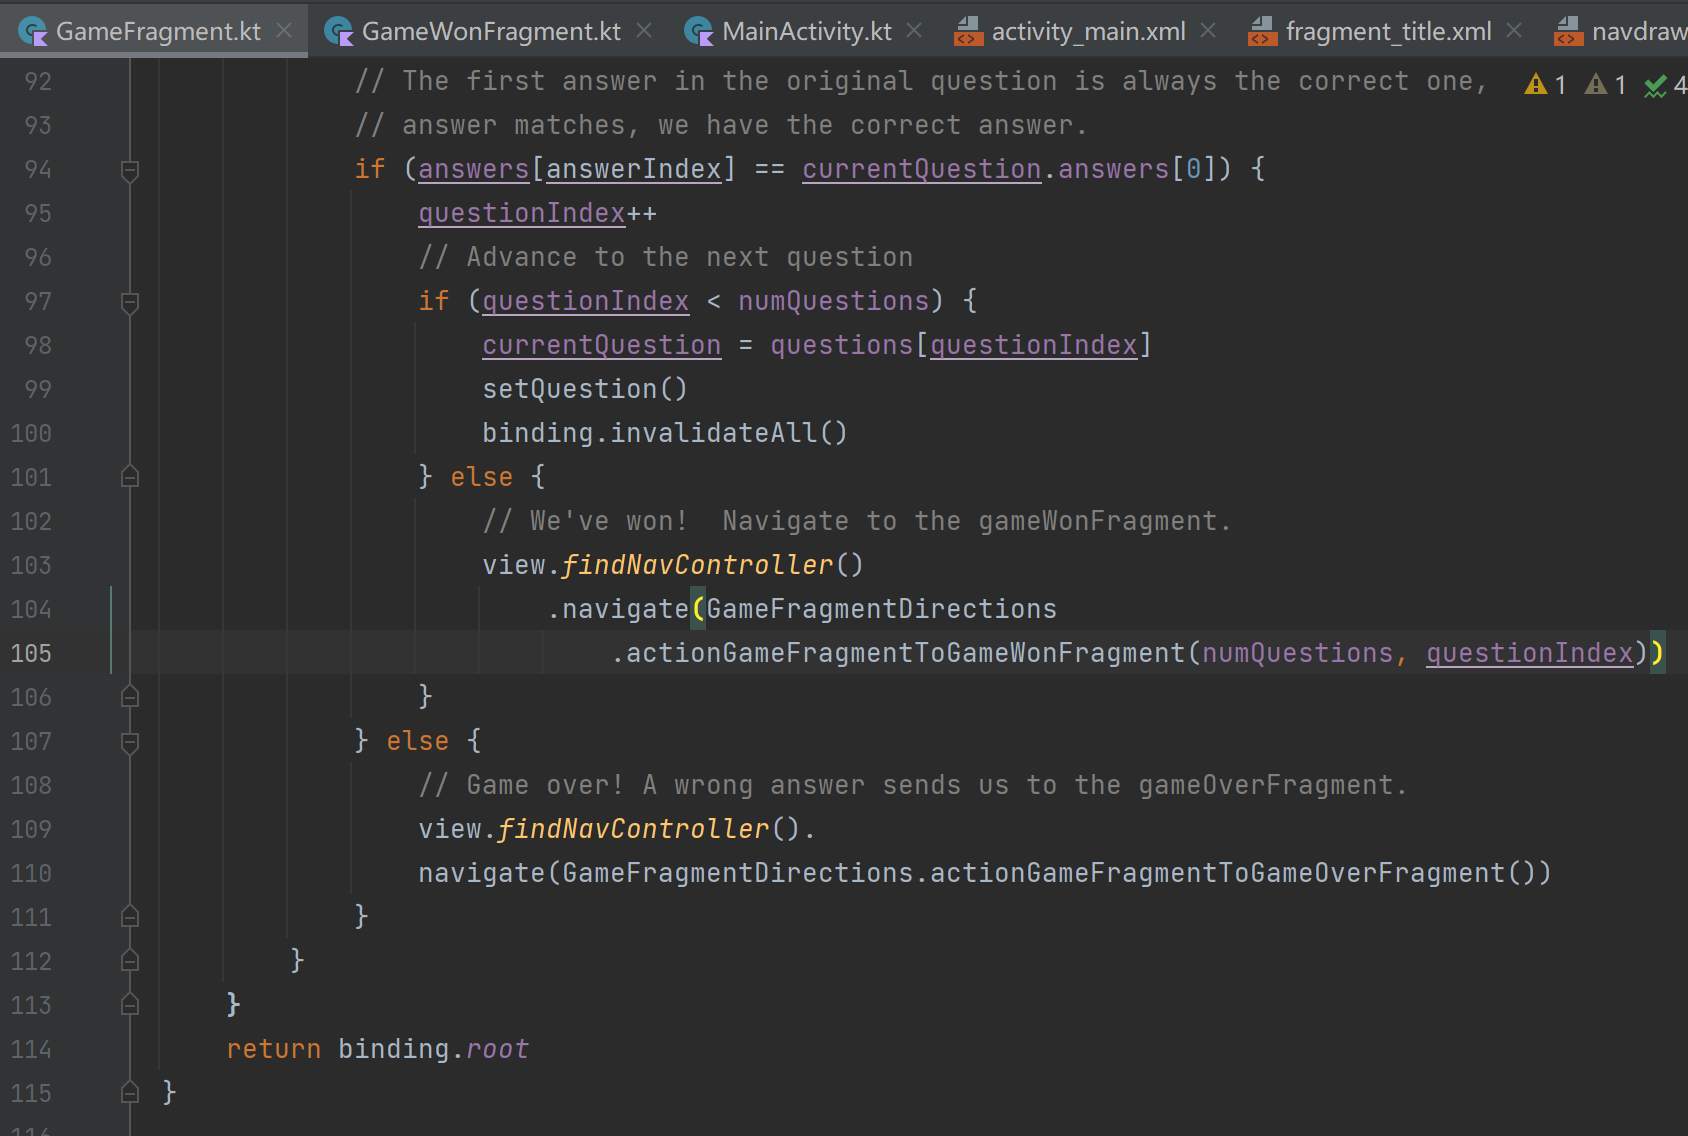 GameFragment.kt GameWonFragment.kt MainActivity.kt activity_main.xml fragment_title.xml navdraw
92 // The first answer in the original question is always the correct one, 1 1 4
93 // answer matches, we have the correct answer.
94 if (answers[answerIndex] == currentQuestion.answers[0]) {
95 questionIndex++
96 // Advance to the next question
97 if (questionIndex < numQuestions) {
98 currentQuestion = questions[questionIndex]
99 setQuestion()
100 binding.invalidateAll()
101 } else {
102 // We've won!  Navigate to the gameWonFragment.
103 view.findNavController()
104 .navigate(GameFragmentDirections
105 .actionGameFragmentToGameWonFragment(numQuestions, questionIndex))
106 }
107 } else {
108 // Game over! A wrong answer sends us to the gameOverFragment.
109 view.findNavController().
110 navigate(GameFragmentDirections.actionGameFragmentToGameOverFragment())
111 }
112 }
113 }
114 return binding.root
115 }
116